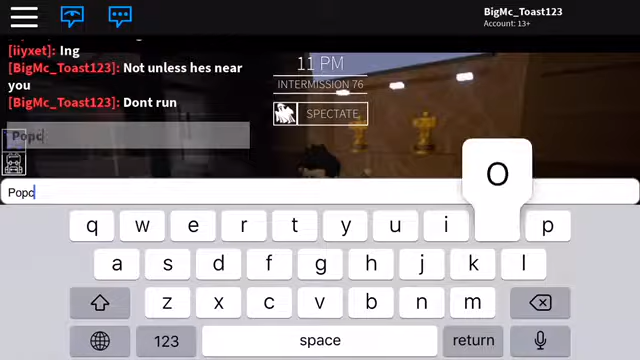 BigMc_Toast123
Account: 13+
[iiyxet]: Ing
[BigMc_Toast123]: Not unless hes near
you
[BigMc_Toast123]: Dont run
11 PM
INTERMISSION 76
SPECTATE
Popc
Popc
O
q w e r t y u i p
a s d f g h j k l
z x c v b n m
123 space return